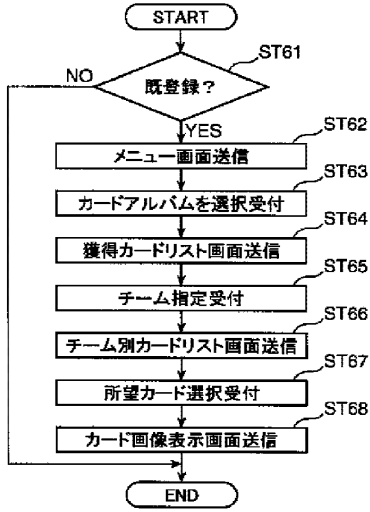 START
ST61
NO
既登録？
YES
ST62
メニュー画面送信
ST63
カードアルバムを選択受付
ST64
獲得カードリスト画面送信
ST65
チーム指定受付
ST66
チーム別カードリスト画面送信
ST67
所望カード選択受付
ST68
カード画像表示画面送信
END